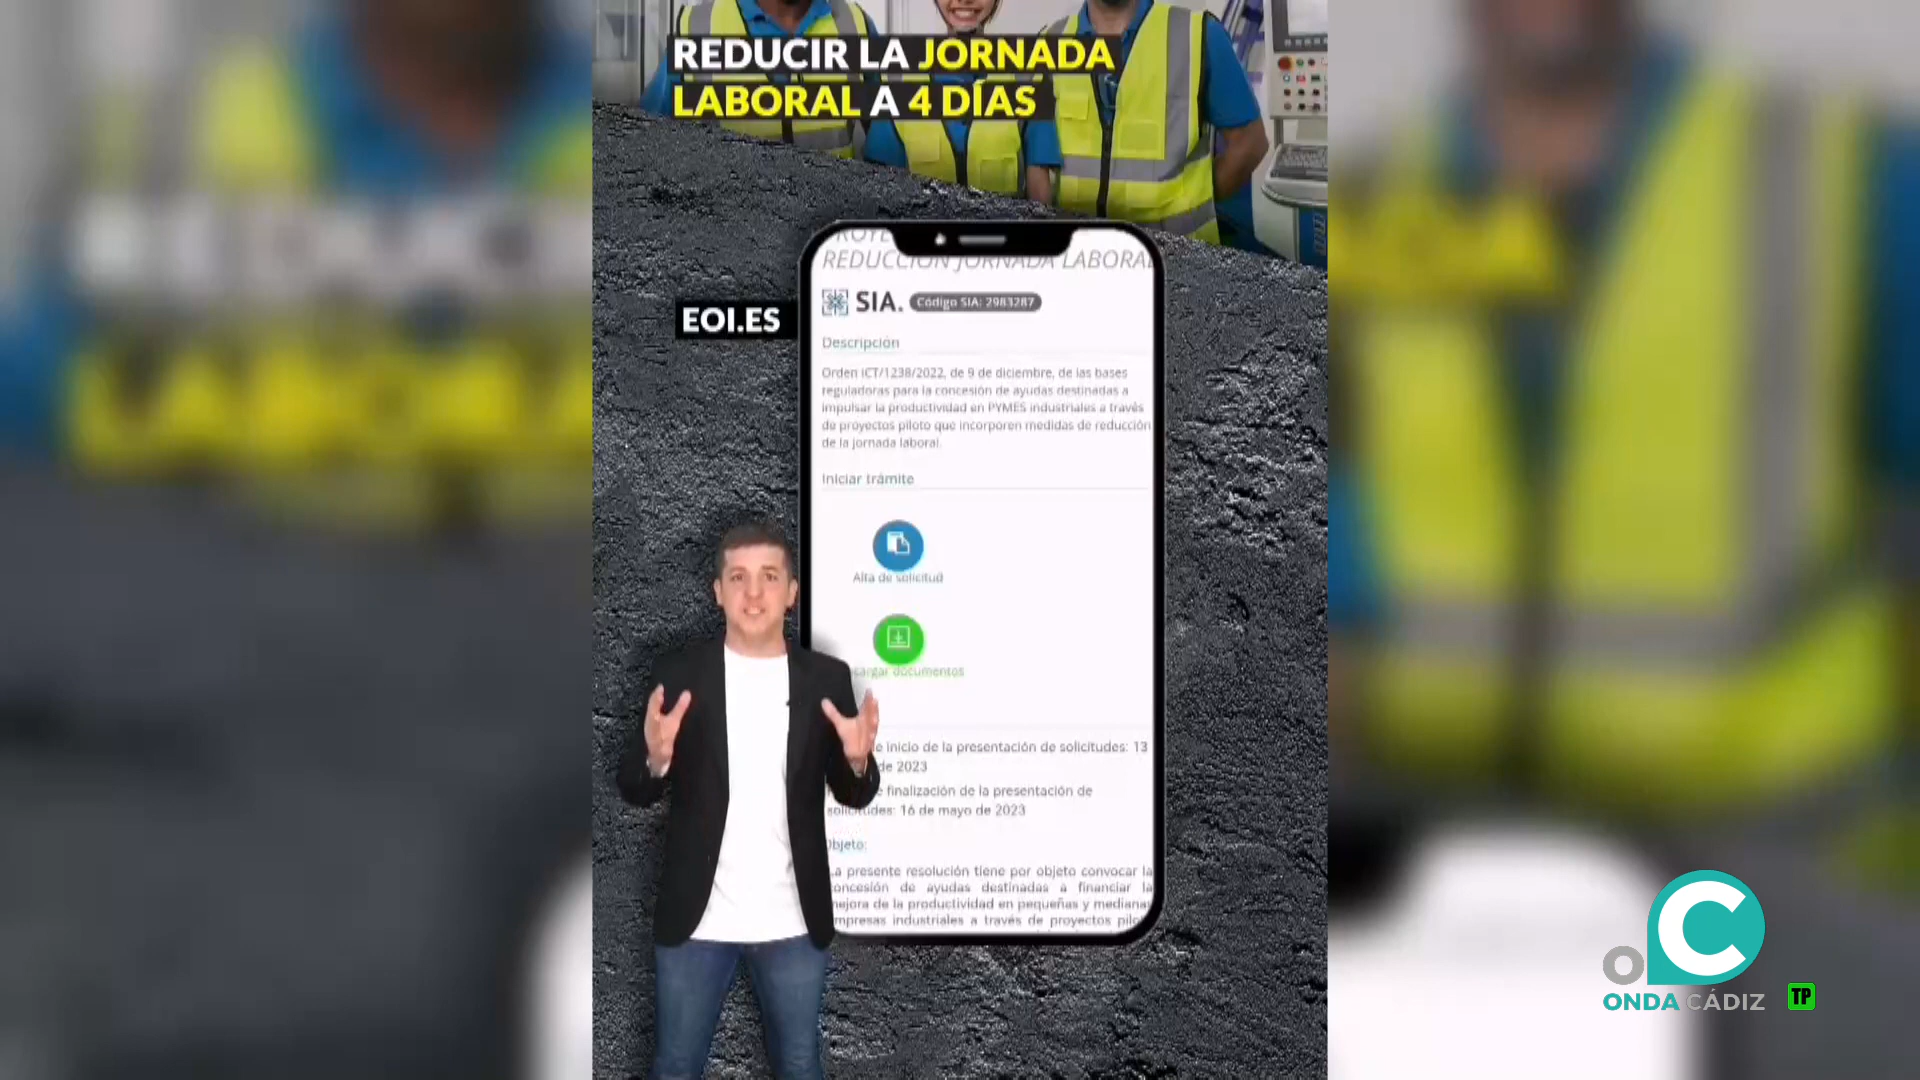 REDUCIR LA JORNADA
LABORAL A 4 DÍAS
REDUCCIÓN JORNADA LABORAL
EOI.ES
SIA.
Código SIA: 2983287
Descripción
Orden ICT/1238/2022, de 9 de diciembre, de las bases
reguladoras para la concesión de ayudas destinadas a
impulsar la productividad en PYMES industriales a través
de proyectos piloto que incorporen medidas de reducción
de la jornada laboral.
Iniciar trámite
Alta de solicitud
documentos
inicio de la presentación de solicitudes: 13
de 2023
finalización de la presentación de
solicitudes: 16 de mayo de 2023
Objeto:
La presente resolución tiene por objeto convocar la
concesión de ayudas destinadas a financiar la
mejora de la productividad en pequeñas y medianas
empresas industriales a través de proyectos
OC
ONDA CÁDIZ
TP